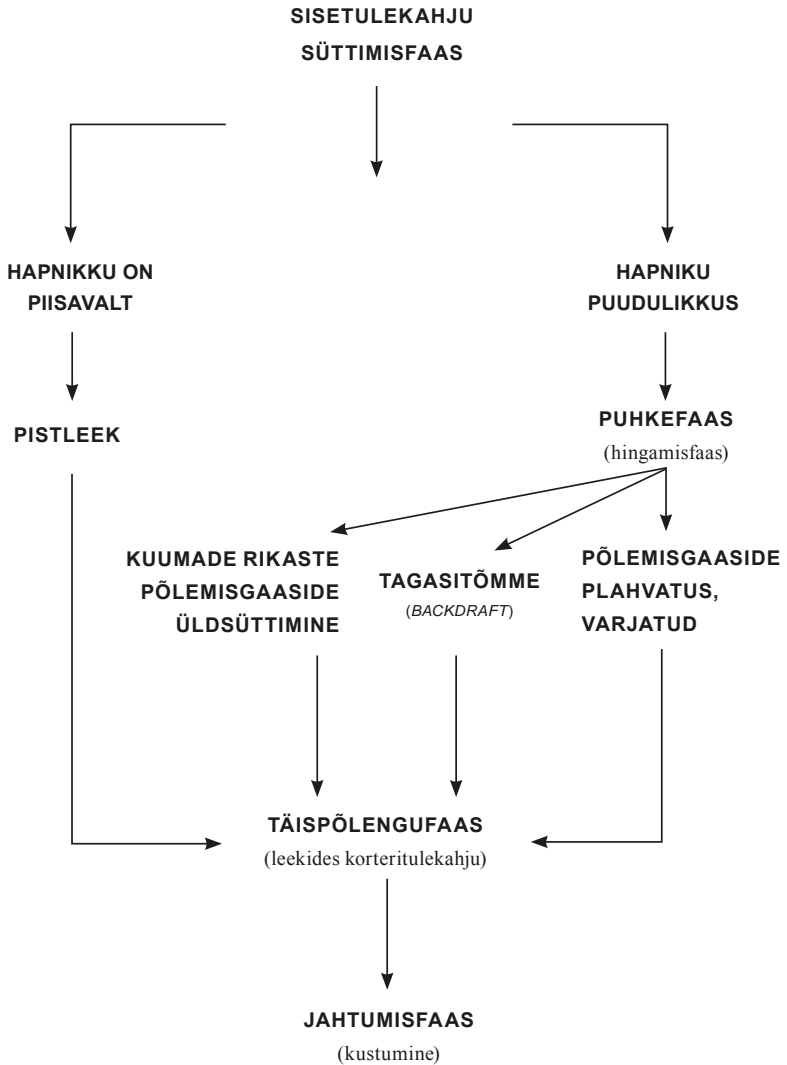 SISETULEKAHJU
SÜTTIMISFAAS
HAPNIKKU ON
PIISAVALT
HAPNIKU
PUUDULIKKUS
PISTLEEK
PUHKEFAAS
(hingamisfaas)
KUUMADE RIKASTE
PÕLEMISGAASIDE
ÜLDSÜTTIMINE
TAGASITÕMME
(BACKDRAFT)
PÕLEMISGAASIDE
PLAHVATUS,
VARJATUD
TÄISPÕLENGUFAAS
(leekides korteritulekahju)
JAHTUMISFAAS
(kustumine)